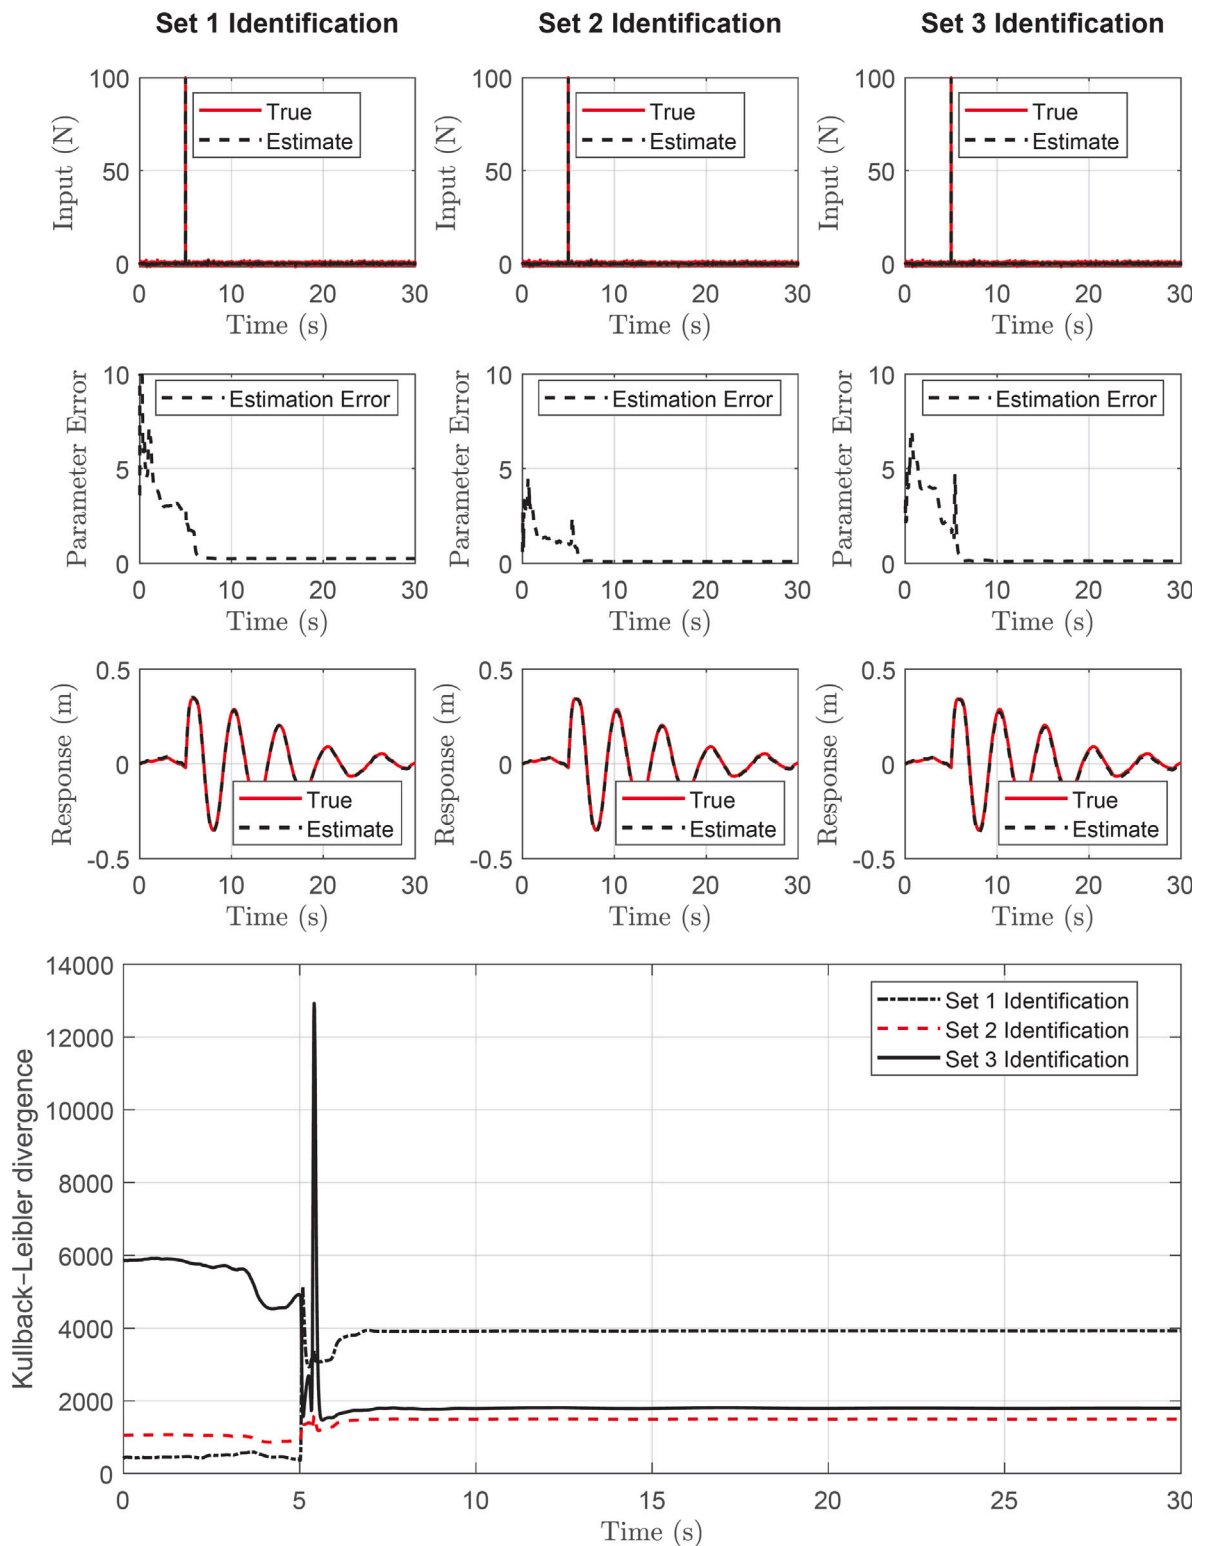 Set 1 Identification
Set 2 Identification
Set 3 Identification
100
50
0
Input (N)
True
Estimate
0 10 20 30
Time (s)
100
50
0
Input (N)
True
Estimate
0 10 20 30
Time (s)
100
50
0
Input (N)
True
Estimate
0 10 20 30
Time (s)
10
5
0
Parameter Error
Estimation Error
0 10 20 30
Time (s)
10
5
0
Parameter Error
Estimation Error
0 10 20 30
Time (s)
10
5
0
Parameter Error
Estimation Error
0 10 20 30
Time (s)
0.5
0
-0.5
Response (m)
True
Estimate
0 10 20 30
Time (s)
0.5
0
-0.5
Response (m)
True
Estimate
0 10 20 30
Time (s)
0.5
0
-0.5
Response (m)
True
Estimate
0 10 20 30
Time (s)
14000
12000
10000
8000
6000
4000
2000
0
Kullback–Leibler divergence
Set 1 Identification
Set 2 Identification
Set 3 Identification
0 5 10 15 20 25 30
Time (s)